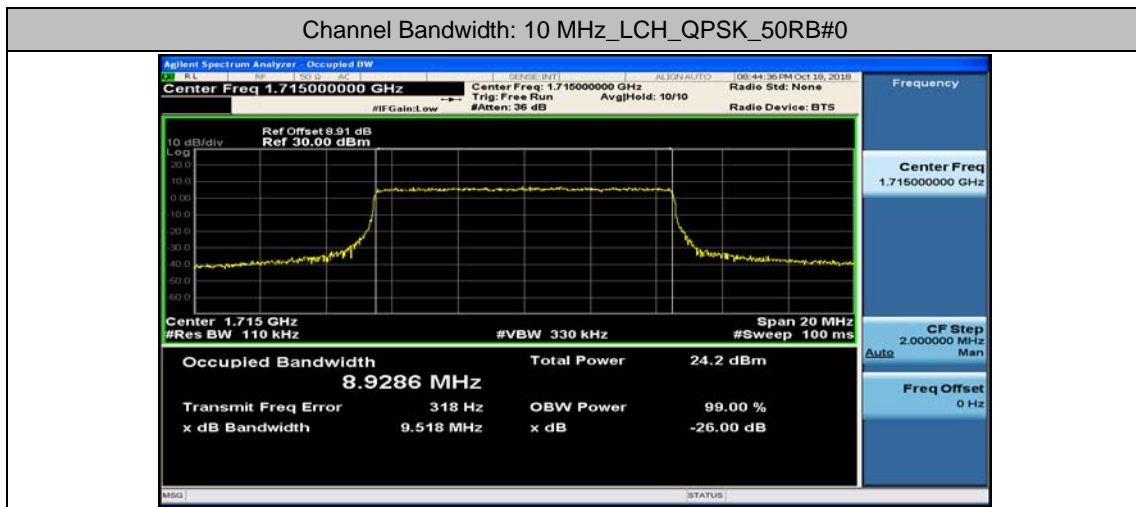 Channel Bandwidth: 10 MHz_LCH_QPSK_50RB#0
Agilent Spectrum Analyzer - Occupied BW
RL RF 50 Ω AC SENSE:INT ALIGN AUTO 08:44:36 PM Oct 18, 2018
Center Freq 1.715000000 GHz
Center Freq: 1.715000000 GHz
Radio Std: None
Trig: Free Run Avg|Hold: 10/10
#IFGain:Low #Atten: 36 dB Radio Device: BTS
Frequency
Ref Offset 8.91 dB
10 dB/div Ref 30.00 dBm
Log
20.0
10.0
0.00
-10.0
-20.0
-30.0
-40.0
-50.0
-60.0
Center Freq
1.715000000 GHz
Center 1.715 GHz Span 20 MHz
#Res BW 110 kHz #VBW 330 kHz #Sweep 100 ms
CF Step
2.000000 MHz
Auto Man
Occupied Bandwidth Total Power 24.2 dBm
8.9286 MHz
Transmit Freq Error 318 Hz OBW Power 99.00 %
x dB Bandwidth 9.518 MHz x dB -26.00 dB
Freq Offset
0 Hz
MSG STATUS